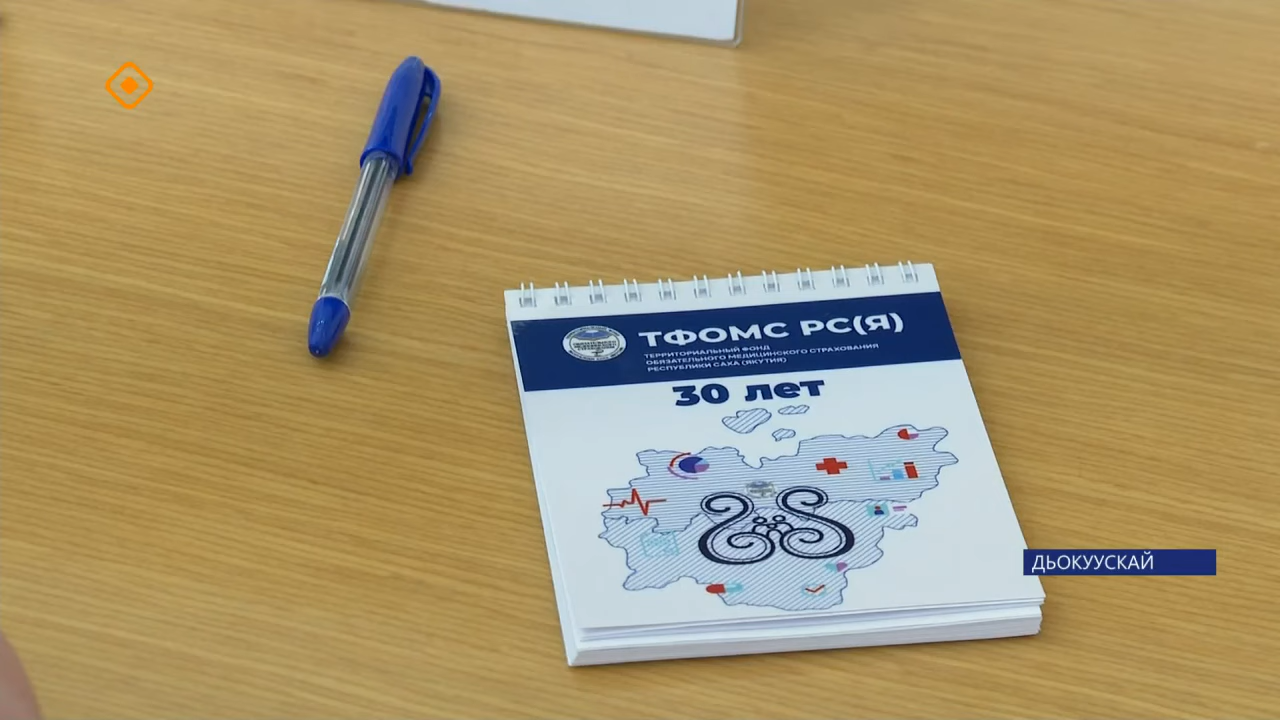 ТФОМС РС(Я)
ТЕРРИТОРИАЛЬНЫЙ ФОНД
ОБЯЗАТЕЛЬНОГО МЕДИЦИНСКОГО СТРАХОВАНИЯ
РЕСПУБЛИКИ САХА (ЯКУТИЯ)
30 лет
ДЬОКУУСКАЙ